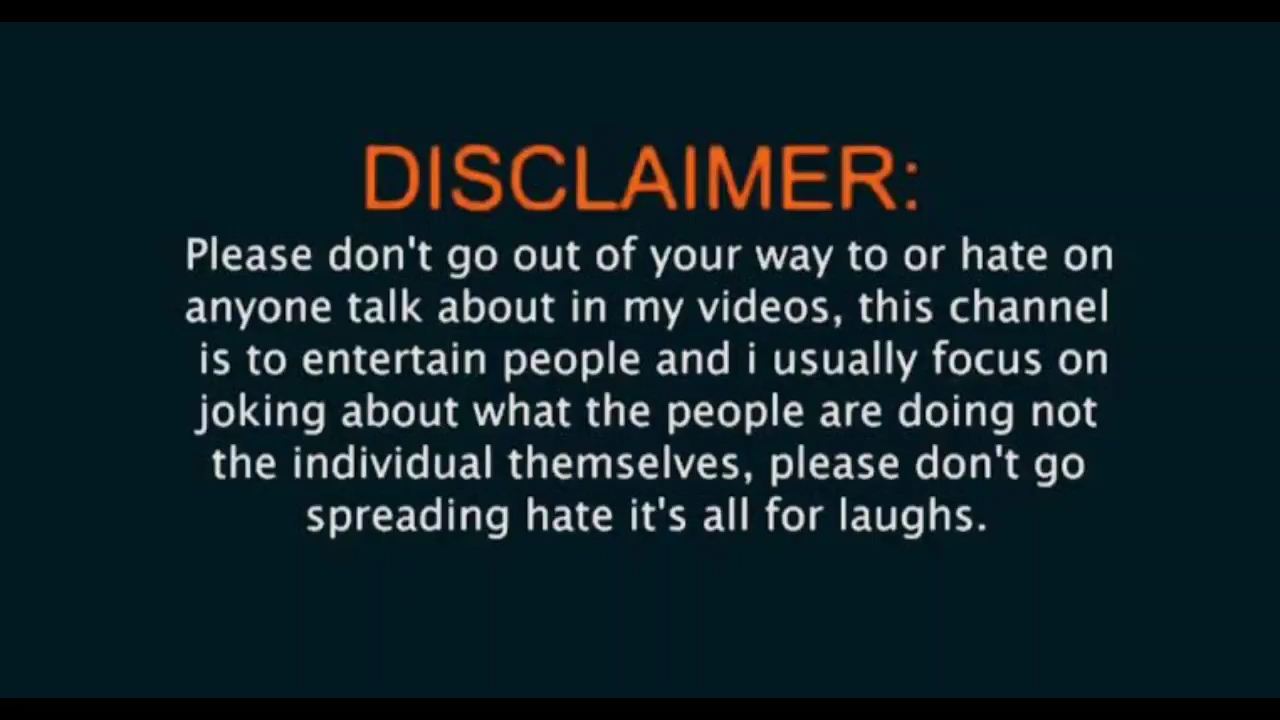 DISCLAIMER:
Please don't go out of your way to or hate on
anyone talk about in my videos, this channel
is to entertain people and i usually focus on
joking about what the people are doing not
the individual themselves, please don't go
spreading hate it's all for laughs.